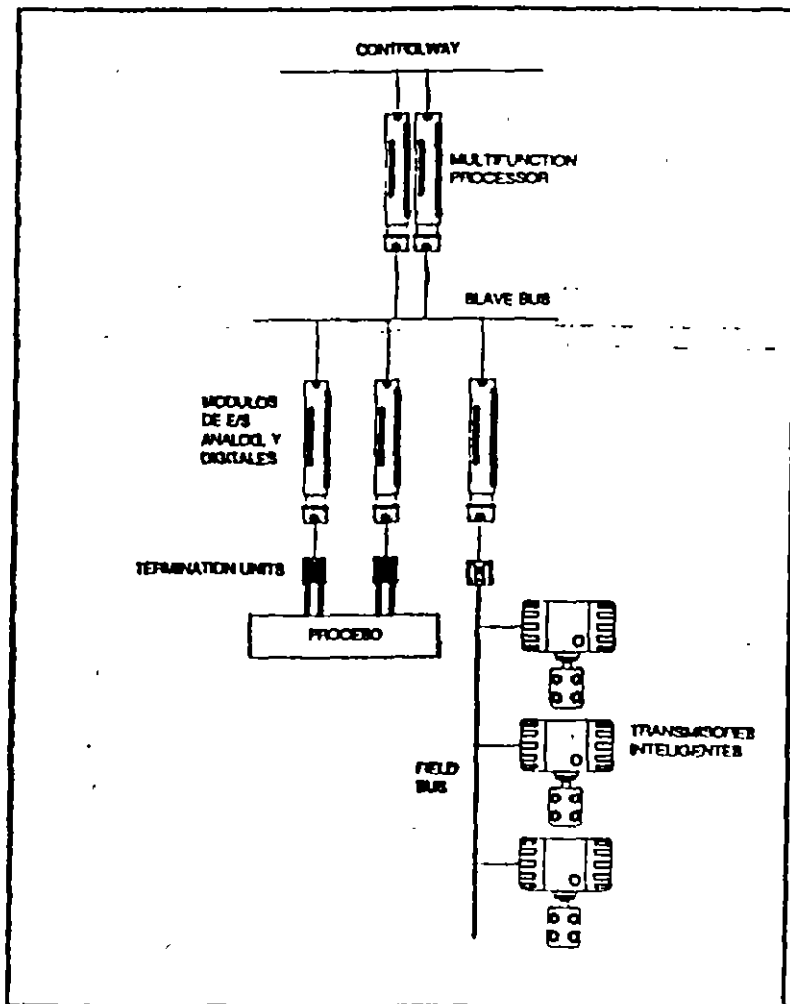 CONTROLWAY
MULTIFUNCTION
PROCESSOR
SLAVE BUS
MODULOS
DE E/S
ANALOG. Y
DIGITALES
TERMINATION UNITS
PROCESO
TRANSMISORES
INTELIGENTES
FIELD
BUS